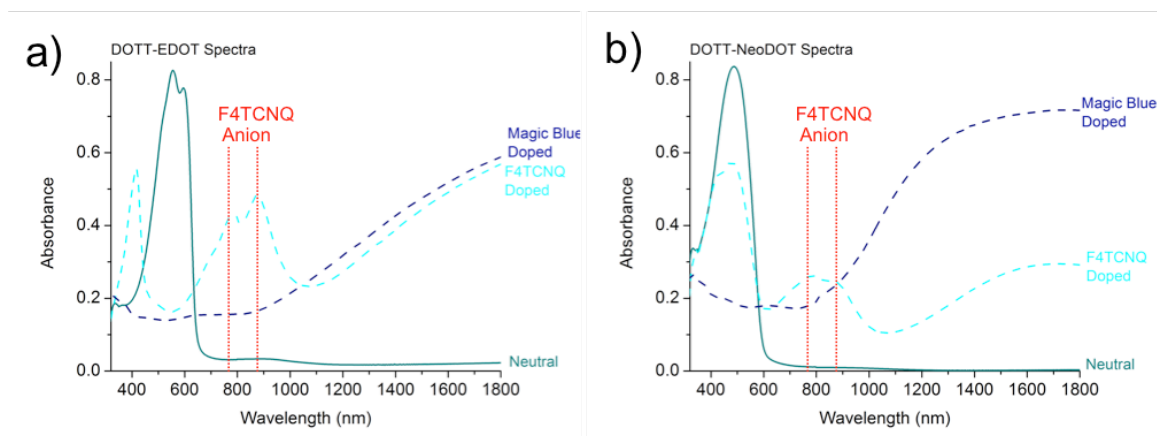 a)
DOTT-EDOT Spectra
0.8
0.6
0.4
0.2
0.0
Absorbance
F4TCNQ
Anion
Magic Blue
Doped
F4TCNQ
Doped
Neutral
400 600 800 1000 1200 1400 1600 1800
Wavelength (nm)
b)
DOTT-NeoDOT Spectra
0.8
0.6
0.4
0.2
0.0
Absorbance
F4TCNQ
Anion
Magic Blue
Doped
F4TCNQ
Doped
Neutral
400 600 800 1000 1200 1400 1600 1800
Wavelength (nm)